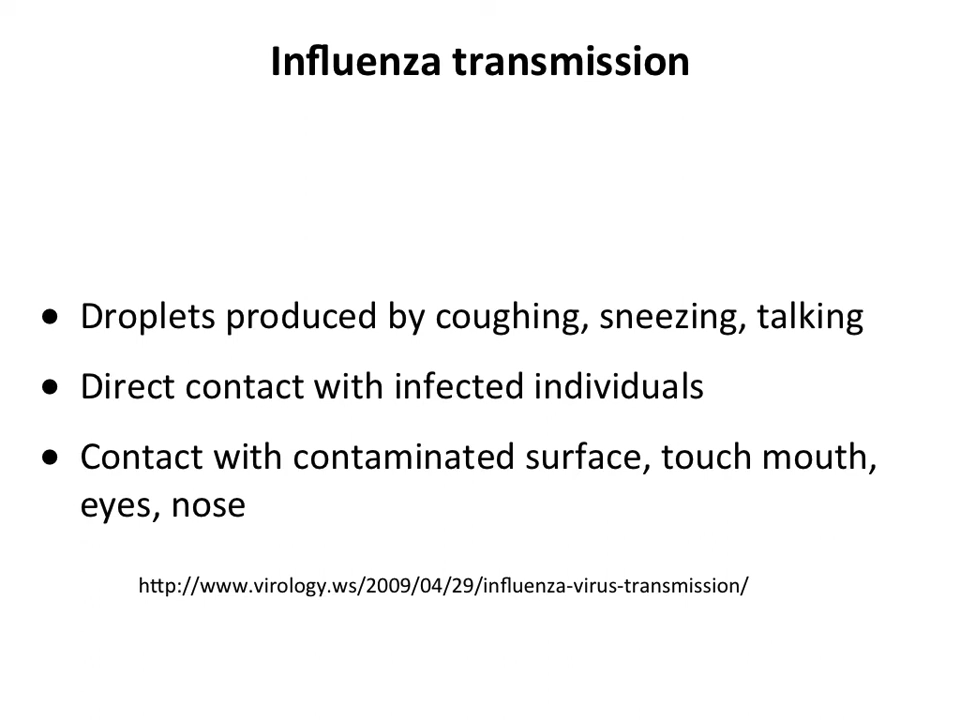 Influenza transmission
● Droplets produced by coughing, sneezing, talking
● Direct contact with infected individuals
● Contact with contaminated surface, touch mouth,
eyes, nose
http://www.virology.ws/2009/04/29/influenza-virus-transmission/